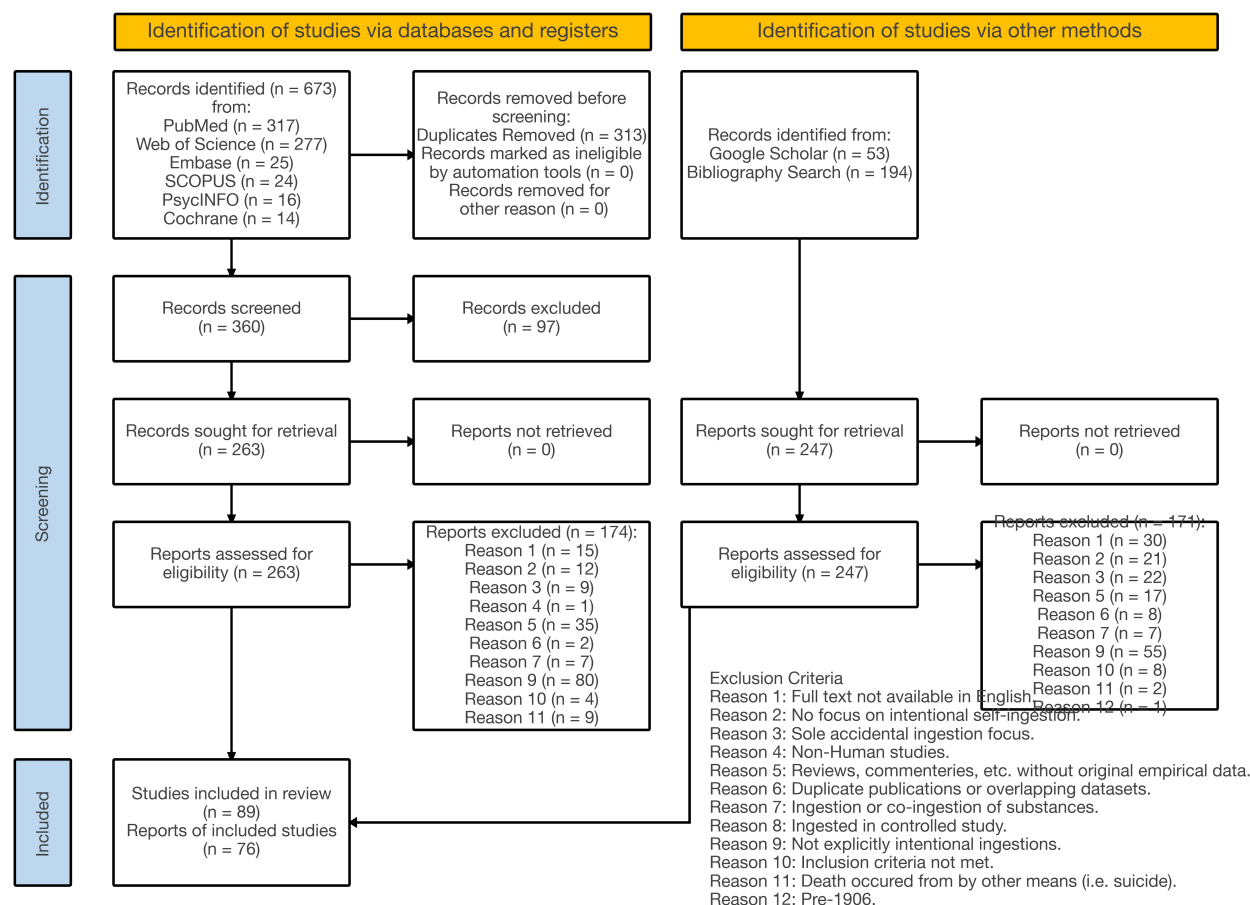 Identification of studies via databases and registers
Identification of studies via other methods
Identification
Records identified (n = 673)
from:
PubMed (n = 317)
Web of Science (n = 277)
Embase (n = 25)
SCOPUS (n = 24)
PsycINFO (n = 16)
Cochrane (n = 14)
Records removed before
screening:
Duplicates Removed (n = 313)
Records marked as ineligible
by automation tools (n = 0)
Records removed for
other reason (n = 0)
Records identified from:
Google Scholar (n = 53)
Bibliography Search (n = 194)
Screening
Records screened
(n = 360)
Records excluded
(n = 97)
Records sought for retrieval
(n = 263)
Reports not retrieved
(n = 0)
Reports sought for retrieval
(n = 247)
Reports not retrieved
(n = 0)
Reports assessed for
eligibility (n = 263)
Reports excluded (n = 174):
Reason 1 (n = 15)
Reason 2 (n = 12)
Reason 3 (n = 9)
Reason 4 (n = 1)
Reason 5 (n = 35)
Reason 6 (n = 2)
Reason 7 (n = 7)
Reason 9 (n = 80)
Reason 10 (n = 4)
Reason 11 (n = 9)
Reports assessed for
eligibility (n = 247)
Reports excluded (n = 171):
Reason 1 (n = 30)
Reason 2 (n = 21)
Reason 3 (n = 22)
Reason 5 (n = 17)
Reason 6 (n = 8)
Reason 7 (n = 7)
Reason 9 (n = 55)
Reason 10 (n = 8)
Reason 11 (n = 2)
Reason 12 (n = 1)
Included
Studies included in review
(n = 89)
Reports of included studies
(n = 76)
Exclusion Criteria
Reason 1: Full text not available in English.
Reason 2: No focus on intentional self-ingestion.
Reason 3: Sole accidental ingestion focus.
Reason 4: Non-Human studies.
Reason 5: Reviews, commenteries, etc. without original empirical data.
Reason 6: Duplicate publications or overlapping datasets.
Reason 7: Ingestion or co-ingestion of substances.
Reason 8: Ingested in controlled study.
Reason 9: Not explicitly intentional ingestions.
Reason 10: Inclusion criteria not met.
Reason 11: Death occured from by other means (i.e. suicide).
Reason 12: Pre-1906.